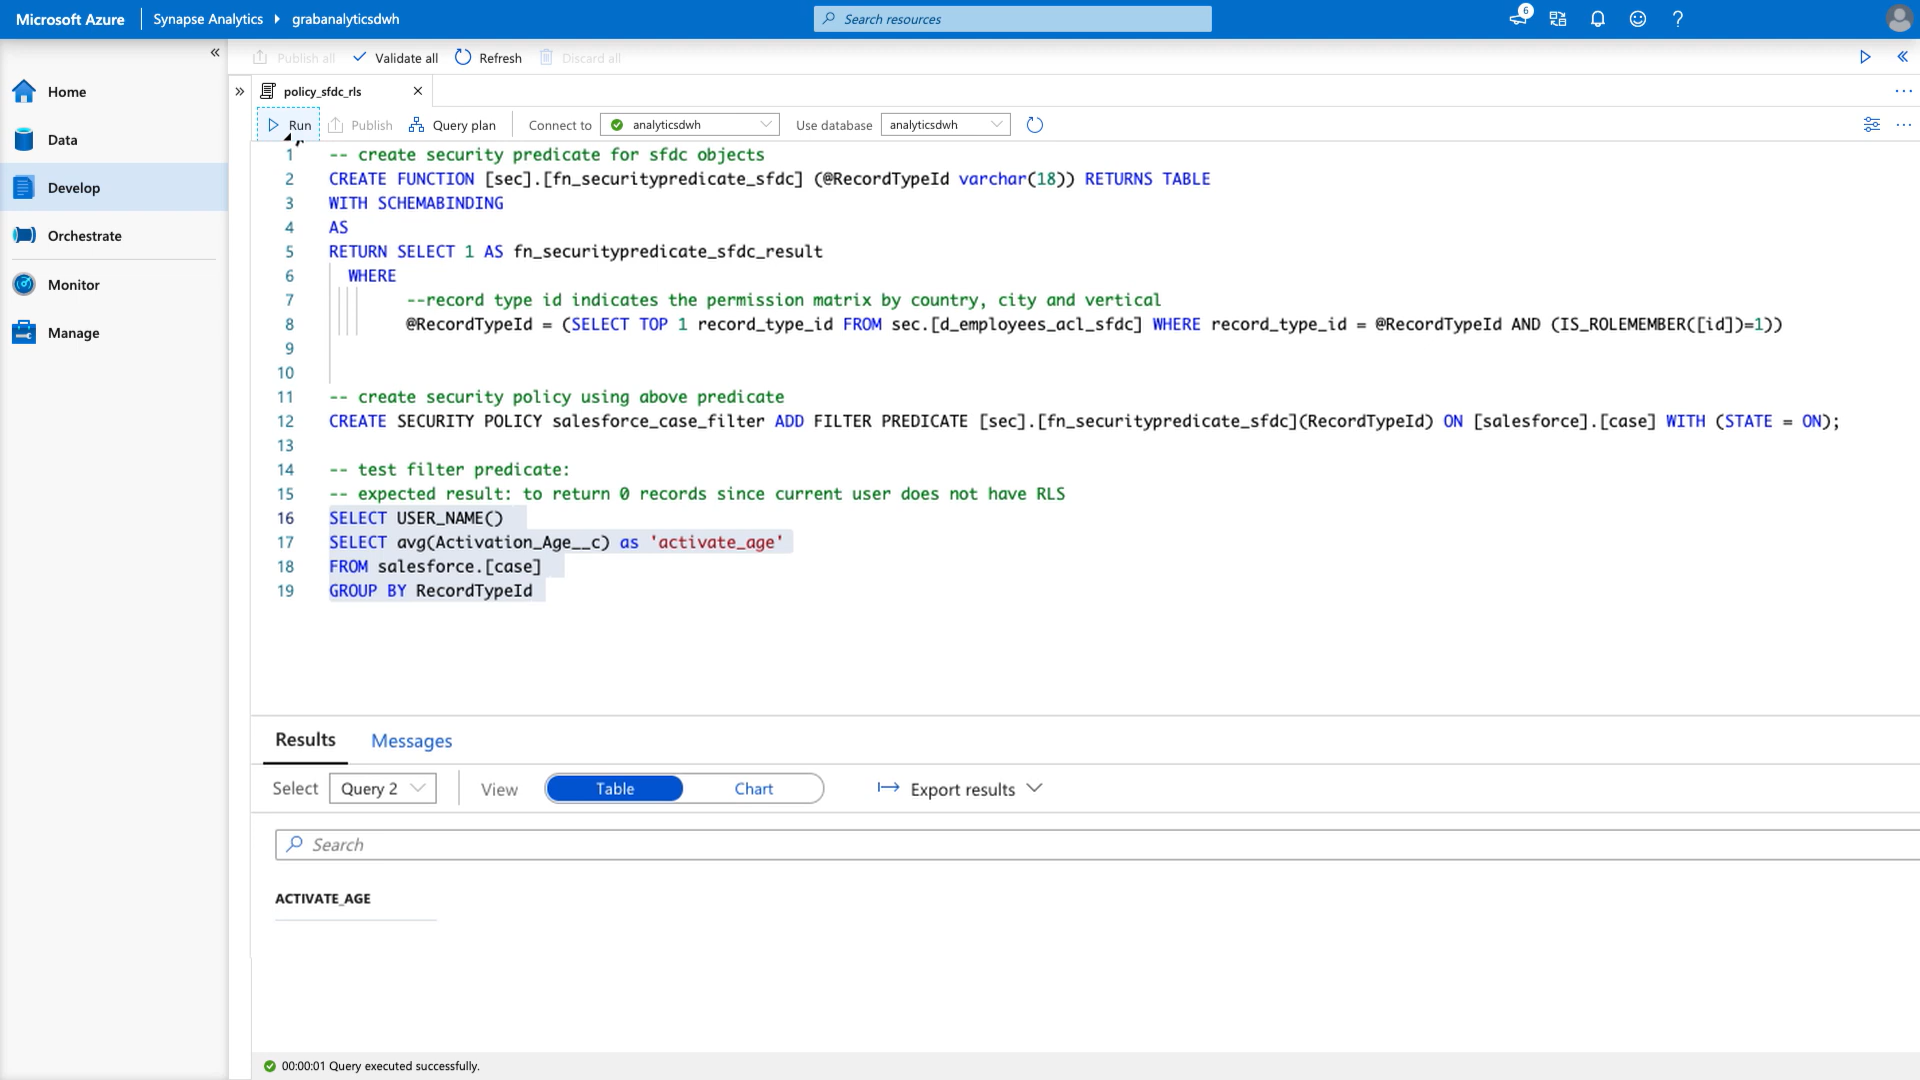 Microsoft Azure
Synapse Analytics
grabanalyticsdwh
Search resources
6
?
Publish all
Validate all
Refresh
Discard all
Home
Data
Develop
Orchestrate
Monitor
Manage
policy_sfdc_rls
Run
Publish
Query plan
Connect to
analyticsdwh
Use database
analyticsdwh
1 -- create security predicate for sfdc objects
2 CREATE FUNCTION [sec].[fn_securitypredicate_sfdc] (@RecordTypeId varchar(18)) RETURNS TABLE
3 WITH SCHEMABINDING
4 AS
5 RETURN SELECT 1 AS fn_securitypredicate_sfdc_result
6 WHERE
7 --record type id indicates the permission matrix by country, city and vertical
8 @RecordTypeId = (SELECT TOP 1 record_type_id FROM sec.[d_employees_acl_sfdc] WHERE record_type_id = @RecordTypeId AND (IS_ROLEMEMBER([id])=1))
9
10
11 -- create security policy using above predicate
12 CREATE SECURITY POLICY salesforce_case_filter ADD FILTER PREDICATE [sec].[fn_securitypredicate_sfdc](RecordTypeId) ON [salesforce].[case] WITH (STATE = ON);
13
14 -- test filter predicate:
15 -- expected result: to return 0 records since current user does not have RLS
16 SELECT USER_NAME()
17 SELECT avg(Activation_Age__c) as 'activate_age'
18 FROM salesforce.[case]
19 GROUP BY RecordTypeId
Results
Messages
Select
Query 2
View
Table
Chart
Export results
Search
ACTIVATE_AGE
00:00:01 Query executed successfully.